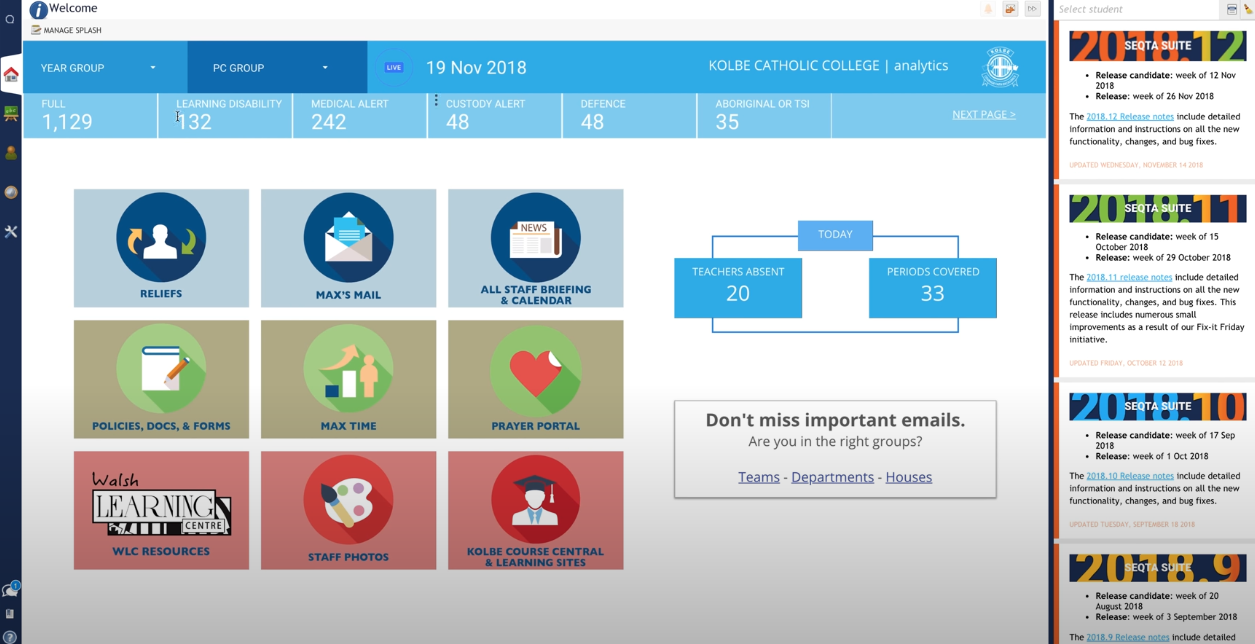 Welcome
MANAGE SPLASH
YEAR GROUP
PC GROUP
LIVE
19 Nov 2018
KOLBE CATHOLIC COLLEGE | analytics
KOLBE
FULL
1,129
LEARNING DISABILITY
132
MEDICAL ALERT
242
CUSTODY ALERT
48
DEFENCE
48
ABORIGINAL OR TSI
35
NEXT PAGE >
RELIEFS
MAX'S MAIL
NEWS
ALL STAFF BRIEFING
& CALENDAR
POLICIES, DOCS, & FORMS
MAX TIME
PRAYER PORTAL
Walsh
LEARNING
CENTRE
WLC RESOURCES
STAFF PHOTOS
KOLBE COURSE CENTRAL
& LEARNING SITES
TODAY
TEACHERS ABSENT
20
PERIODS COVERED
33
Don't miss important emails.
Are you in the right groups?
Teams - Departments - Houses
Select student
2018.12
SEQTA SUITE
• Release candidate: week of 12 Nov
2018
• Release: week of 26 Nov 2018
The 2018.12 Release notes include detailed
information and instructions on all the new
functionality, changes, and bug fixes.
UPDATED WEDNESDAY, NOVEMBER 14 2018
2018.11
SEQTA SUITE
• Release candidate: week of 15
October 2018
• Release: week of 29 October 2018
The 2018.11 release notes include detailed
information and instructions on all the new
functionality, changes, and bug fixes. This
release includes numerous small
improvements as a result of our Fix-it Friday
initiative.
UPDATED FRIDAY, OCTOBER 12 2018
2018.10
SEQTA SUITE
• Release candidate: week of 17 Sep
2018
• Release: week of 1 Oct 2018
The 2018.10 Release notes include detailed
information and instructions on all the new
functionality, changes, and bug fixes.
UPDATED TUESDAY, SEPTEMBER 18 2018
2018.9
SEQTA SUITE
• Release candidate: week of 20
August 2018
• Release: week of 3 September 2018
The 2018.9 Release notes include detailed